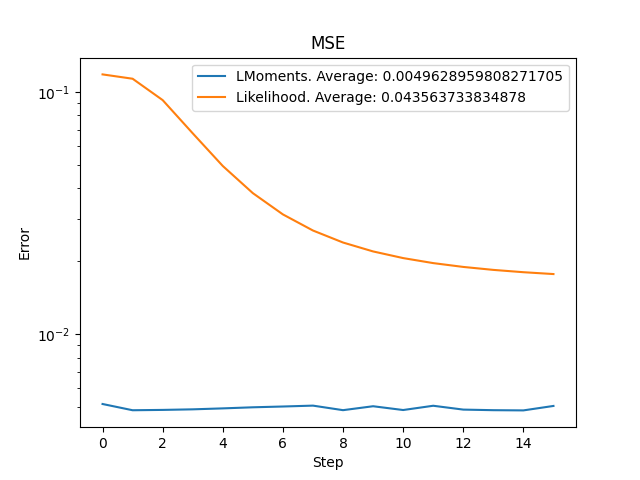 MSE
LMoments. Average: 0.0049628959808271705
Likelihood. Average: 0.043563733834878
10⁻¹
10⁻²
Error
0 2 4 6 8 10 12 14
Step